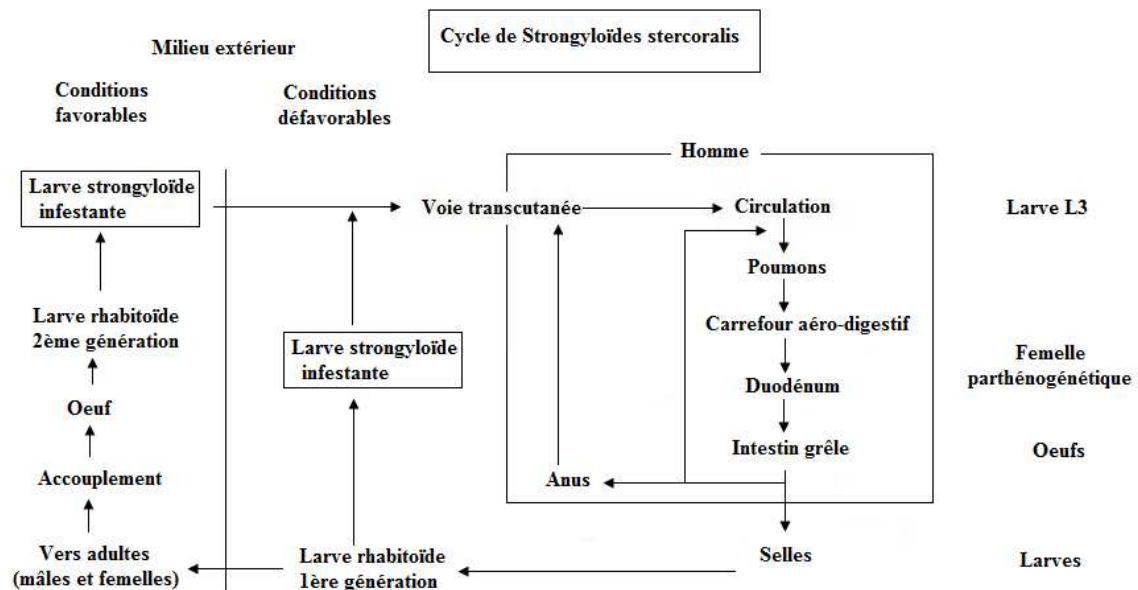 Cycle de Strongyloïdes stercoralis
Milieu extérieur
Conditions
favorables
Conditions
défavorables
Homme
Larve strongyloïde
infestante
Voie transcutanée
Circulation
Larve L3
Poumons
Larve rhabitoïde
2ème génération
Carrefour aéro-digestif
Larve strongyloïde
infestante
Femelle
parthénogénétique
Duodénum
Oeuf
Intestin grêle
Oeufs
Accouplement
Anus
Vers adultes
(mâles et femelles)
Larve rhabitoïde
1ère génération
Selles
Larves